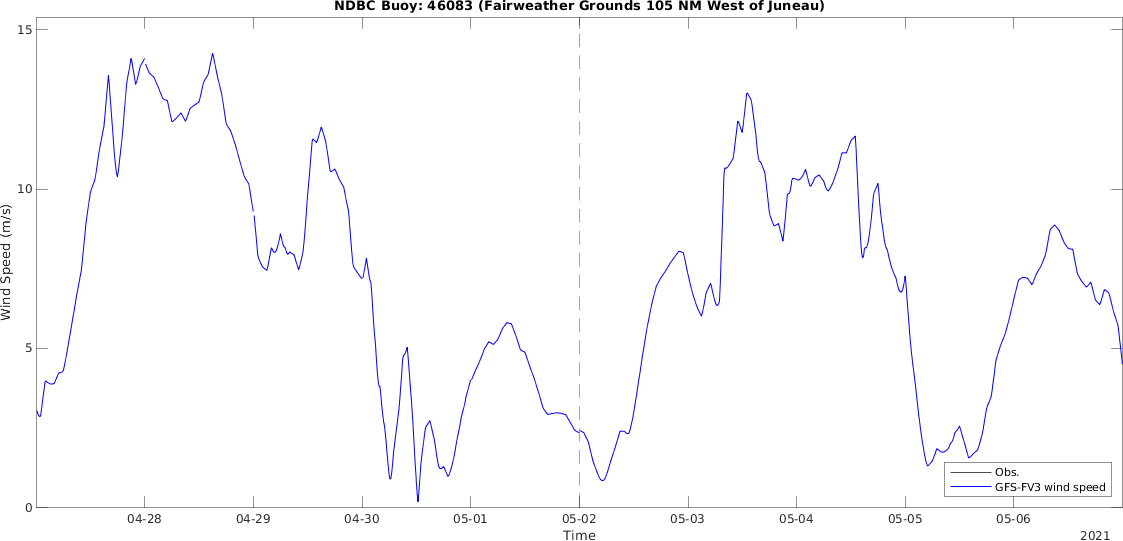 NDBC Buoy: 46083 (Fairweather Grounds 105 NM West of Juneau)
15
10
5
0
Wind Speed (m/s)
04-28 04-29 04-30 05-01 05-02 05-03 05-04 05-05 05-06
Time
2021
Obs.
GFS-FV3 wind speed